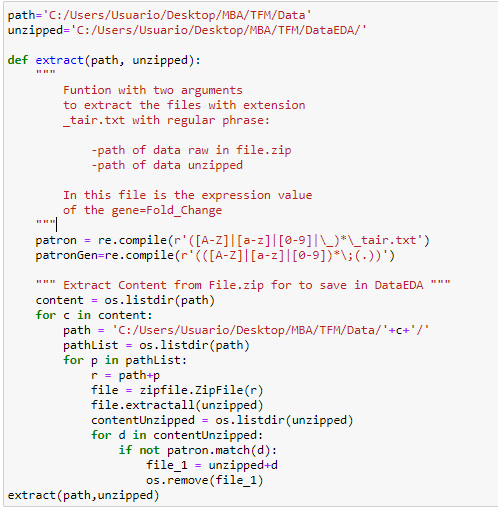 path='C:/Users/Usuario/Desktop/MBA/TFM/Data'
unzipped='C:/Users/Usuario/Desktop/MBA/TFM/DataEDA/'

def extract(path, unzipped):
    """
        Funtion with two arguments
        to extract the files with extension
        _tair.txt with regular phrase:

            -path of data raw in file.zip
            -path of data unzipped

        In this file is the expression value
        of the gene=Fold_Change
    """
    patron = re.compile(r'([A-Z]|[a-z]|[0-9]|\_)*\_tair.txt')
    patronGen=re.compile(r'(([A-Z]|[a-z]|[0-9])*\;(.))')

    """ Extract Content from File.zip for to save in DataEDA """
    content = os.listdir(path)
    for c in content:
        path = 'C:/Users/Usuario/Desktop/MBA/TFM/Data/'+c+'/'
        pathList = os.listdir(path)
        for p in pathList:
            r = path+p
            file = zipfile.ZipFile(r)
            file.extractall(unzipped)
            contentUnzipped = os.listdir(unzipped)
            for d in contentUnzipped:
                if not patron.match(d):
                    file_1 = unzipped+d
                    os.remove(file_1)
extract(path,unzipped)